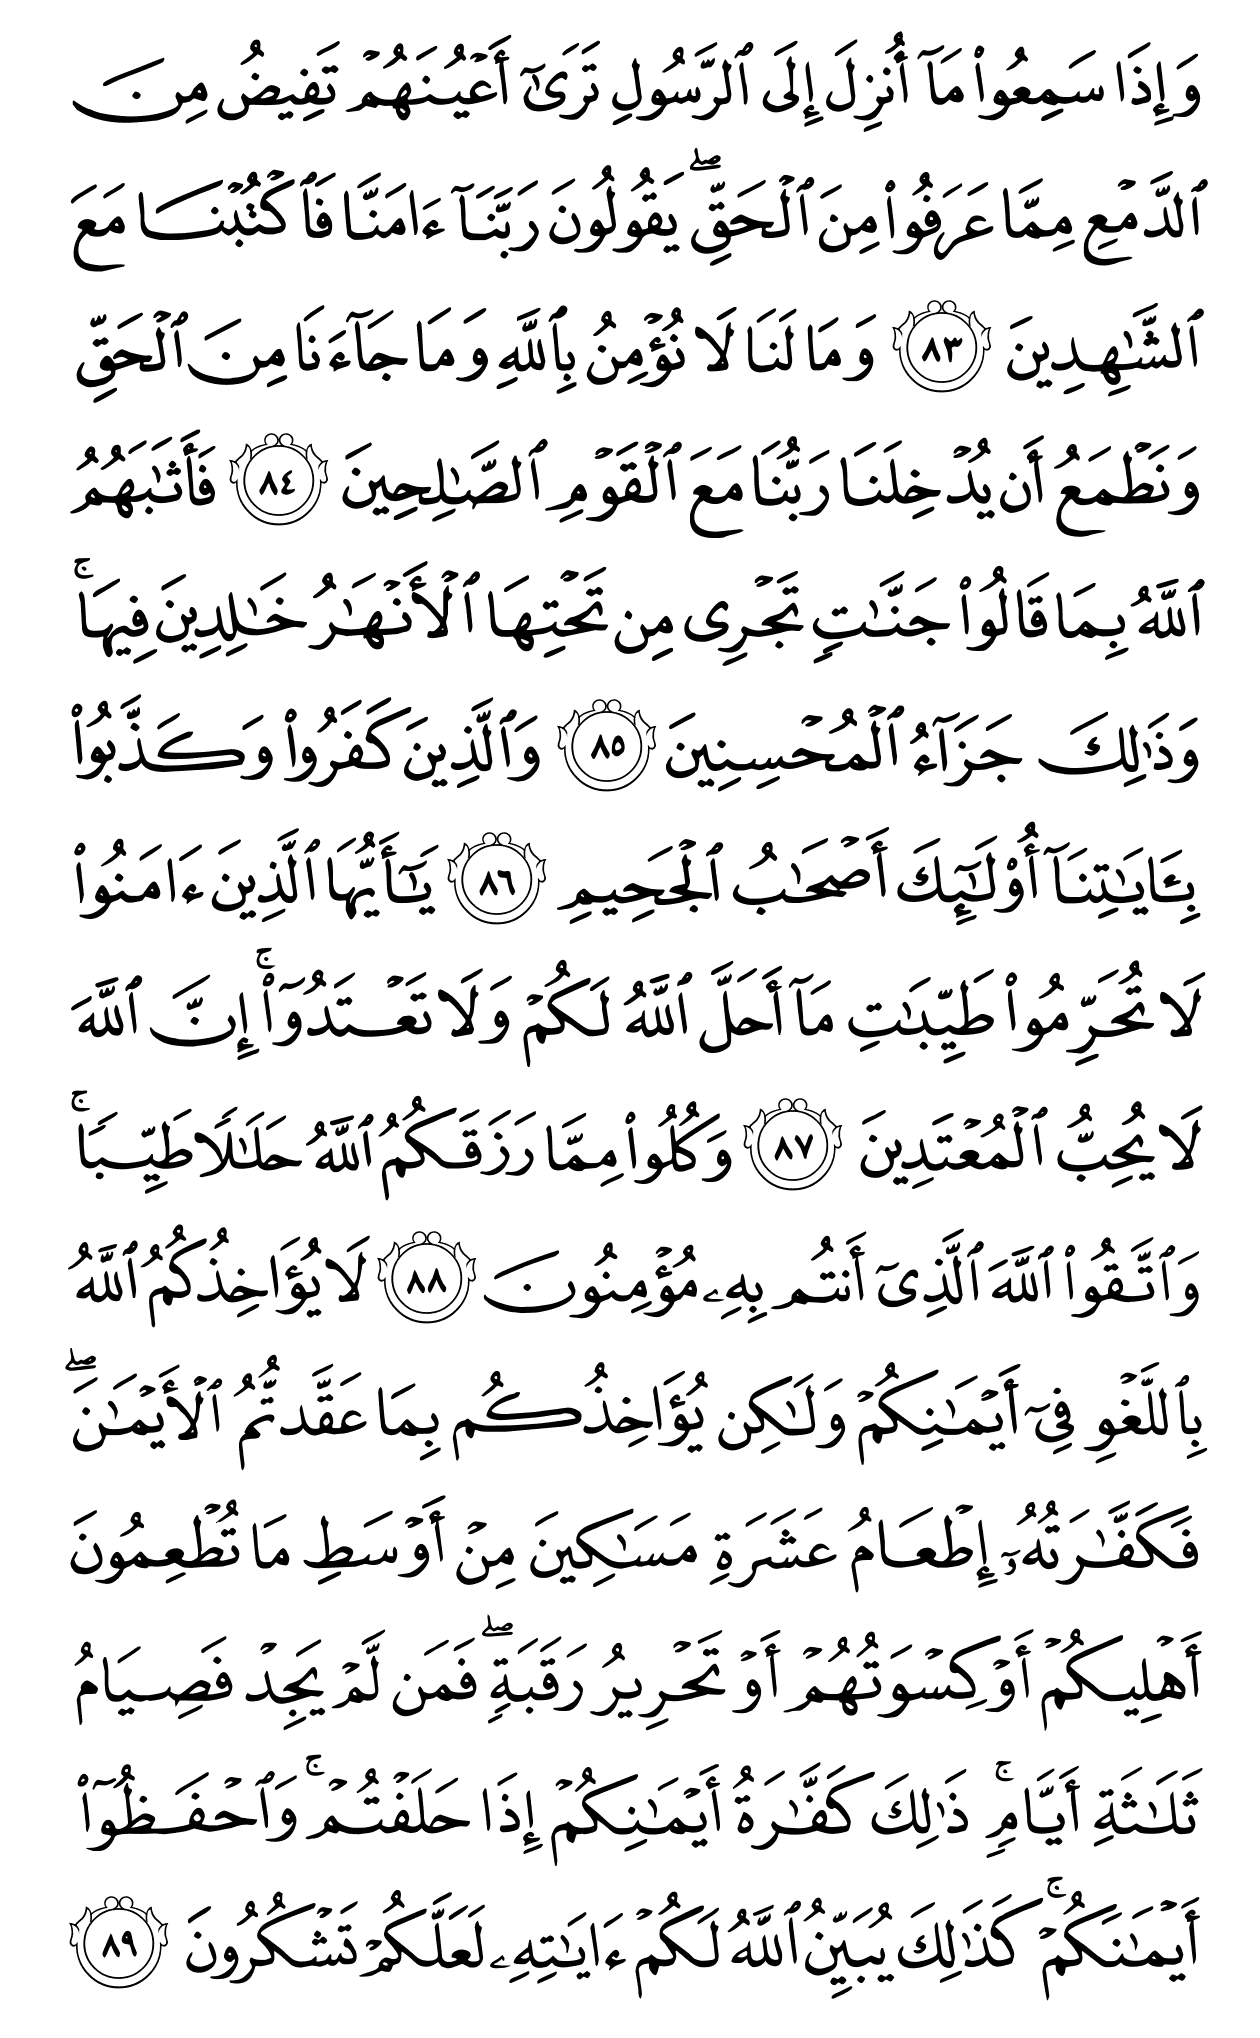 وَإِذَا سَمِعُوا۟ مَآ أُنزِلَ إِلَى ٱلرَّسُولِ تَرَىٰٓ أَعْيُنَهُمْ تَفِيضُ مِنَ
ٱلدَّمْعِ مِمَّا عَرَفُوا۟ مِنَ ٱلْحَقِّ ۖ يَقُولُونَ رَبَّنَآ ءَامَنَّا فَٱكْتُبْنَا مَعَ
ٱلشَّٰهِدِينَ ٨٣ وَمَا لَنَا لَا نُؤْمِنُ بِٱللَّهِ وَمَا جَآءَنَا مِنَ ٱلْحَقِّ
وَنَطْمَعُ أَن يُدْخِلَنَا رَبُّنَا مَعَ ٱلْقَوْمِ ٱلصَّٰلِحِينَ ٨٤ فَأَثَٰبَهُمُ
ٱللَّهُ بِمَا قَالُوا۟ جَنَّٰتٍ تَجْرِى مِن تَحْتِهَا ٱلْأَنْهَٰرُ خَٰلِدِينَ فِيهَا ۚ
وَذَٰلِكَ جَزَآءُ ٱلْمُحْسِنِينَ ٨٥ وَٱلَّذِينَ كَفَرُوا۟ وَكَذَّبُوا۟
بِـَٔايَٰتِنَآ أُو۟لَٰٓئِكَ أَصْحَٰبُ ٱلْجَحِيمِ ٨٦ يَٰٓأَيُّهَا ٱلَّذِينَ ءَامَنُوا۟
لَا تُحَرِّمُوا۟ طَيِّبَٰتِ مَآ أَحَلَّ ٱللَّهُ لَكُمْ وَلَا تَعْتَدُوٓا۟ ۚ إِنَّ ٱللَّهَ
لَا يُحِبُّ ٱلْمُعْتَدِينَ ٨٧ وَكُلُوا۟ مِمَّا رَزَقَكُمُ ٱللَّهُ حَلَٰلًا طَيِّبًا ۚ
وَٱتَّقُوا۟ ٱللَّهَ ٱلَّذِىٓ أَنتُم بِهِۦ مُؤْمِنُونَ ٨٨ لَا يُؤَاخِذُكُمُ ٱللَّهُ
بِٱللَّغْوِ فِىٓ أَيْمَٰنِكُمْ وَلَٰكِن يُؤَاخِذُكُم بِمَا عَقَّدتُّمُ ٱلْأَيْمَٰنَ ۖ
فَكَفَّٰرَتُهُۥٓ إِطْعَامُ عَشَرَةِ مَسَٰكِينَ مِنْ أَوْسَطِ مَا تُطْعِمُونَ
أَهْلِيكُمْ أَوْ كِسْوَتُهُمْ أَوْ تَحْرِيرُ رَقَبَةٍ ۖ فَمَن لَّمْ يَجِدْ فَصِيَامُ
ثَلَٰثَةِ أَيَّامٍ ۚ ذَٰلِكَ كَفَّٰرَةُ أَيْمَٰنِكُمْ إِذَا حَلَفْتُمْ ۚ وَٱحْفَظُوٓا۟
أَيْمَٰنَكُمْ ۚ كَذَٰلِكَ يُبَيِّنُ ٱللَّهُ لَكُمْ ءَايَٰتِهِۦ لَعَلَّكُمْ تَشْكُرُونَ ٨٩